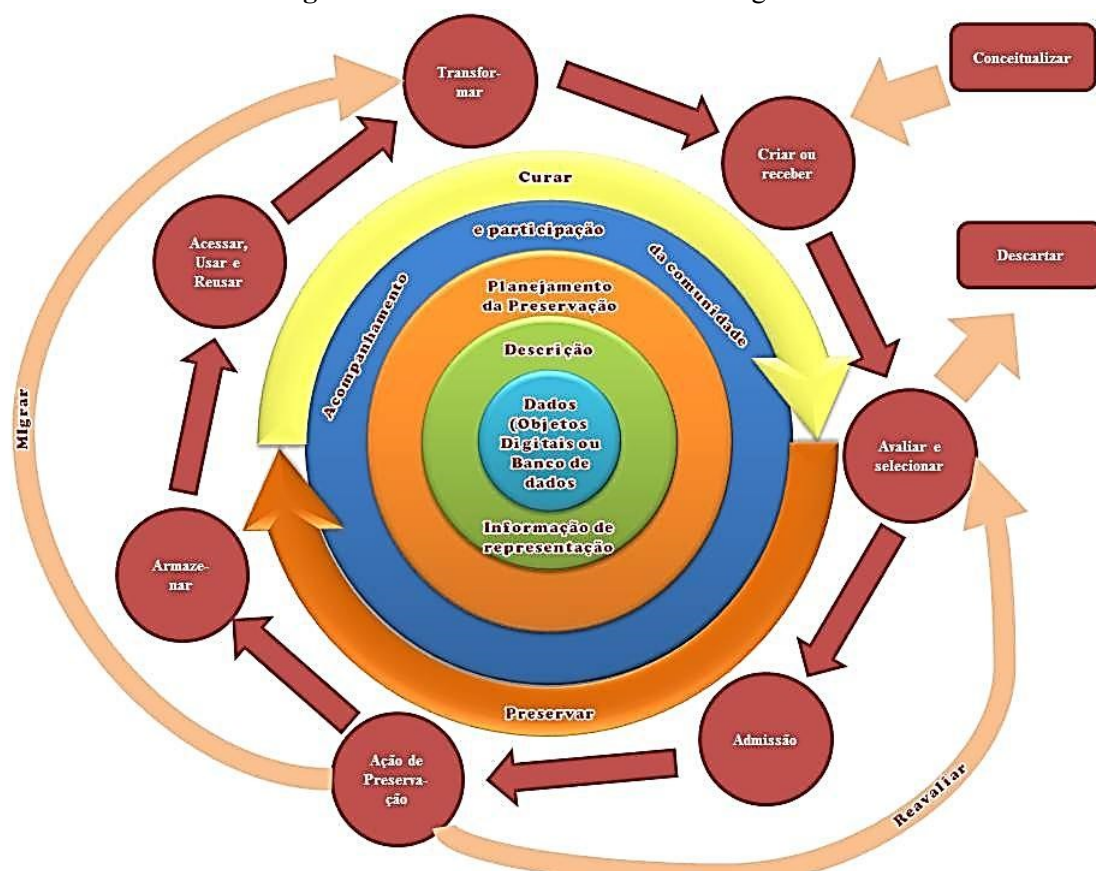 Transfor-
mar
Conceitualizar
Criar ou
receber
Descartar
Avaliar e
selecionar
Admissão
Ação de
Preserva-
ção
Armaze-
nar
Acessar,
Usar e
Reusar
MIgrar
Reavaliar
Curar
Preservar
Acompanhamento
e participação
da comunidade
Planejamento
da Preservação
Descrição
Dados
(Objetos
Digitais ou
Banco de
dados
Informação de
representação